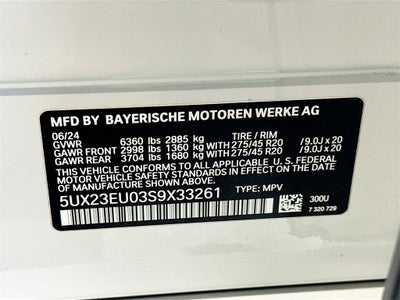 MFD BY BAYERISCHE MOTOREN WERKE AG
06/24 TIRE / RIM
GVWR 6360 lbs 2885 kg
GAWR FRONT 2998 lbs 1360 kg WITH 275/45 R20 / 9.0J x 20
GAWR REAR 3704 lbs 1680 kg WITH 275/45 R20 / 9.0J x 20
THIS VEHICLE CONFORMS TO ALL APPLICABLE U. S. FEDERAL
MOTOR VEHICLE SAFETY AND THEFT PREVENTION STANDARDS
IN EFFECT ON THE DATE OF MANUFACTURE SHOWN ABOVE.
5UX23EU03S9X33261 TYPE: MPV
300U
7 320 729